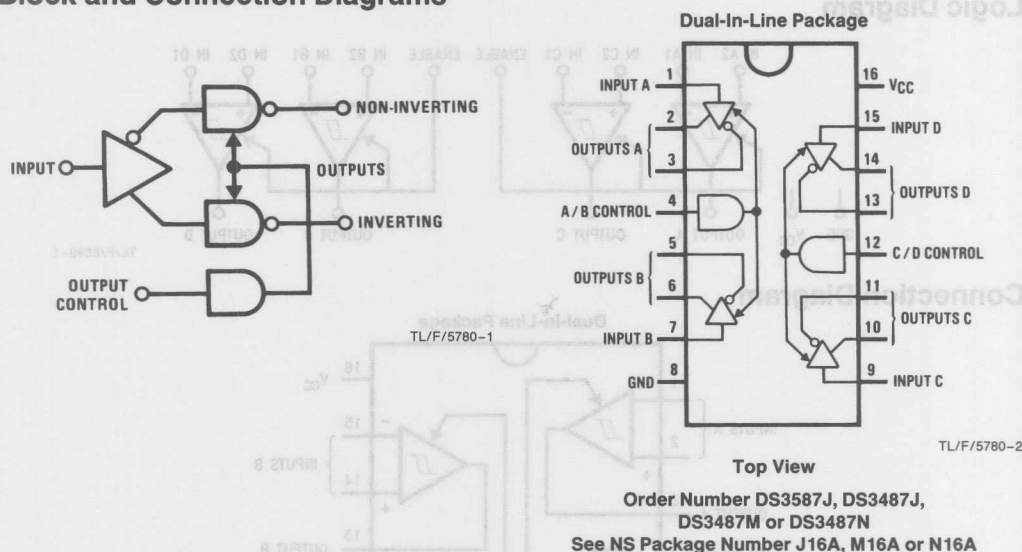 Block and Connection Diagrams
INPUT
NON-INVERTING
OUTPUTS
INVERTING
OUTPUT
CONTROL
TL/F/5780-1
Dual-In-Line Package
INPUT A
1
2
OUTPUTS A
3
A / B CONTROL
4
5
OUTPUTS B
6
INPUT B
7
GND
8
16
VCC
15
INPUT D
14
OUTPUTS D
13
12
C / D CONTROL
11
OUTPUTS C
10
9
INPUT C
TL/F/5780-2
Top View
Order Number DS3587J, DS3487J,
DS3487M or DS3487N
See NS Package Number J16A, M16A or N16A